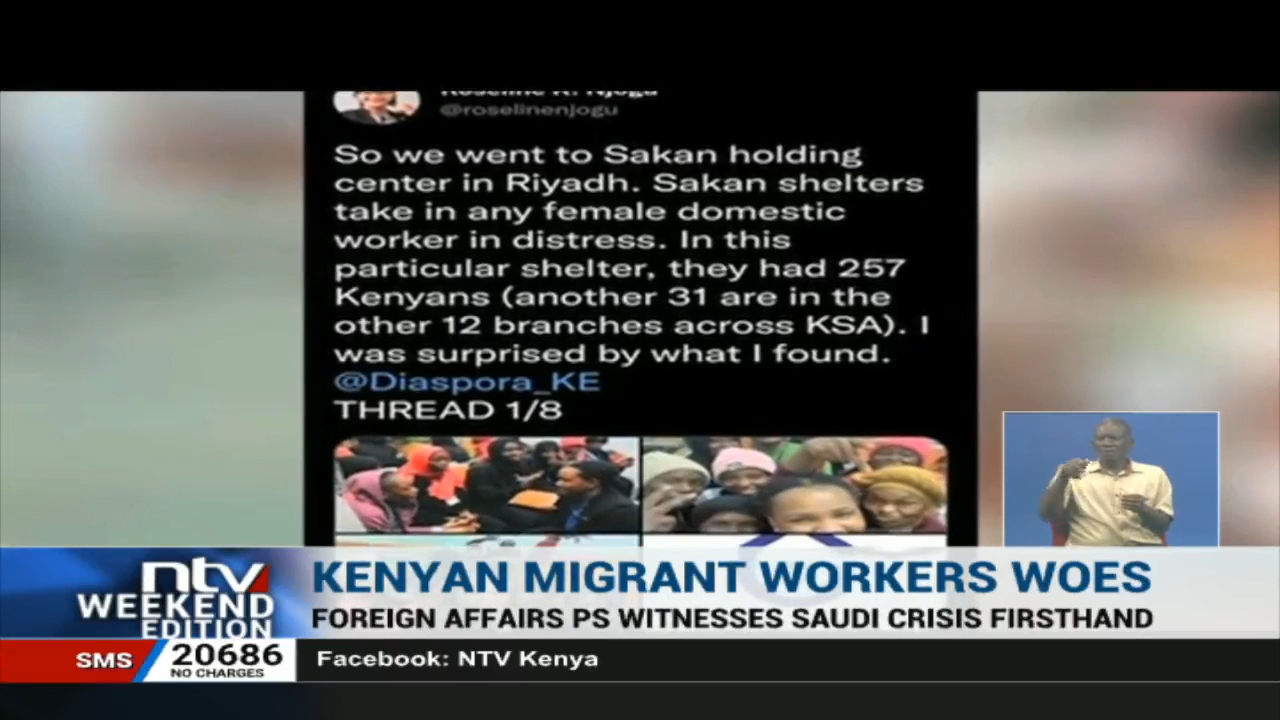 Roseline K. Njogu
@roselinenjogu
So we went to Sakan holding
center in Riyadh. Sakan shelters
take in any female domestic
worker in distress. In this
particular shelter, they had 257
Kenyans (another 31 are in the
other 12 branches across KSA). I
was surprised by what I found.
@Diaspora_KE
THREAD 1/8
ntv
WEEKEND
EDITION
KENYAN MIGRANT WORKERS WOES
FOREIGN AFFAIRS PS WITNESSES SAUDI CRISIS FIRSTHAND
SMS 20686
NO CHARGES
Facebook: NTV Kenya